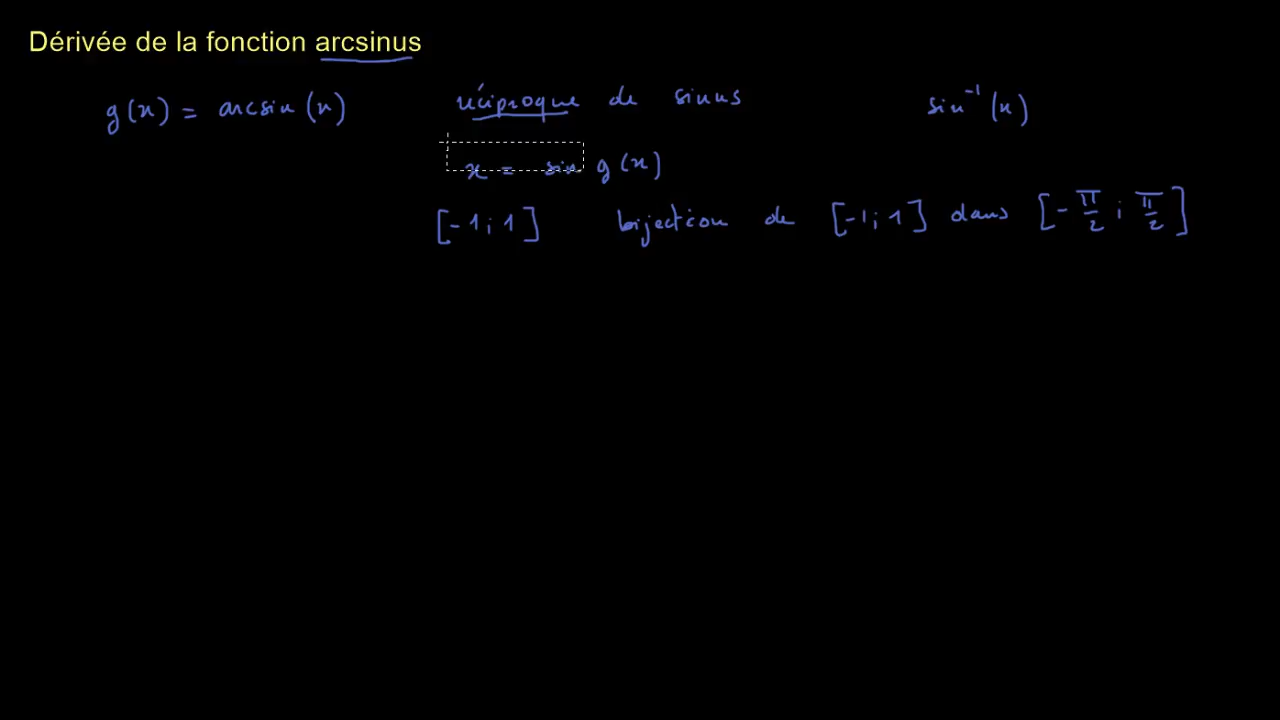 Dérivée de la fonction arcsinus
g(x) = arcsin(x) réciproque de sinus sin⁻¹(x)
x = sin g(x)
[-1;1] bijection de [-1;1] dans [-π/2 ; π/2]